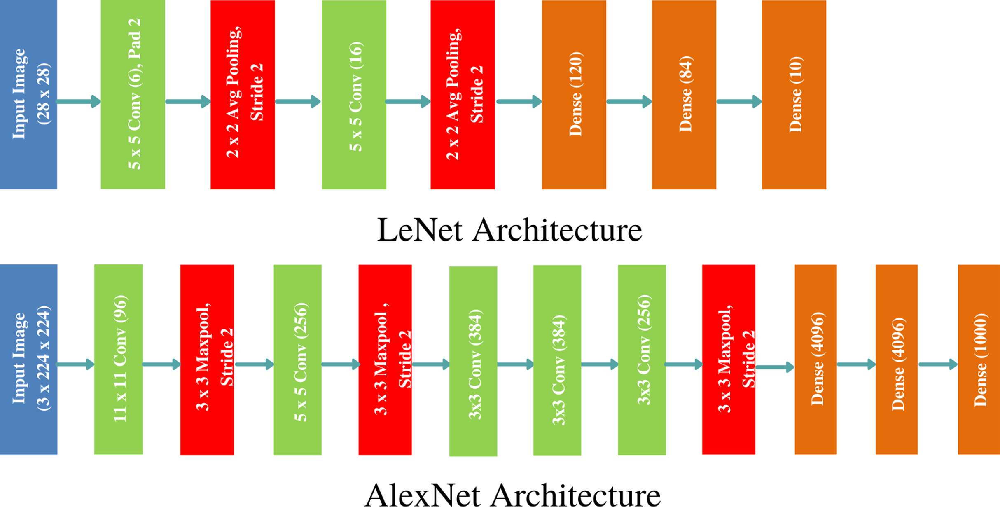 Input Image
(28 x 28)
5 x 5 Conv (6), Pad 2
2 x 2 Avg Pooling,
Stride 2
5 x 5 Conv (16)
2 x 2 Avg Pooling,
Stride 2
Dense (120)
Dense (84)
Dense (10)
LeNet Architecture
Input Image
(3 x 224 x 224)
11 x 11 Conv (96)
3 x 3 Maxpool,
Stride 2
5 x 5 Conv (256)
3 x 3 Maxpool ,
Stride 2
3x3 Conv (384)
3x3 Conv (384)
3x3 Conv (256)
3 x 3 Maxpool,
Stride 2
Dense (4096)
Dense (4096)
Dense (1000)
AlexNet Architecture